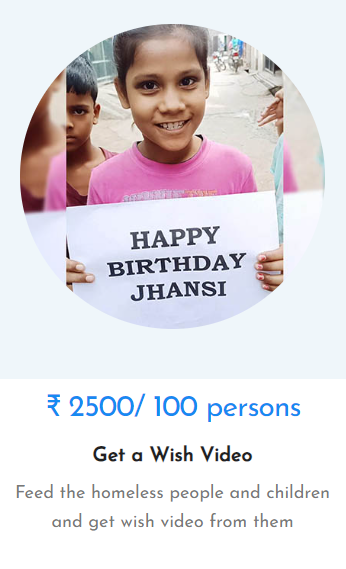 HAPPY
BIRTHDAY
JHANSI
₹ 2500/ 100 persons
Get a Wish Video
Feed the homeless people and children
and get wish video from them